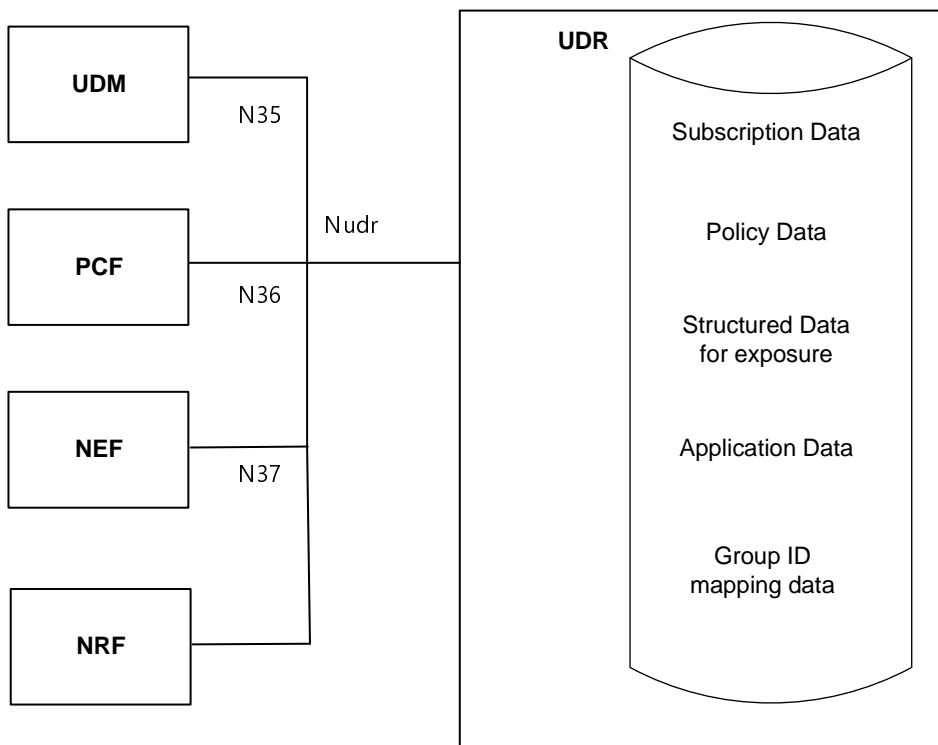 UDM
N35
PCF
N36
NEF
N37
NRF
Nudr
UDR
Subscription Data
Policy Data
Structured Data
for exposure
Application Data
Group ID
mapping data